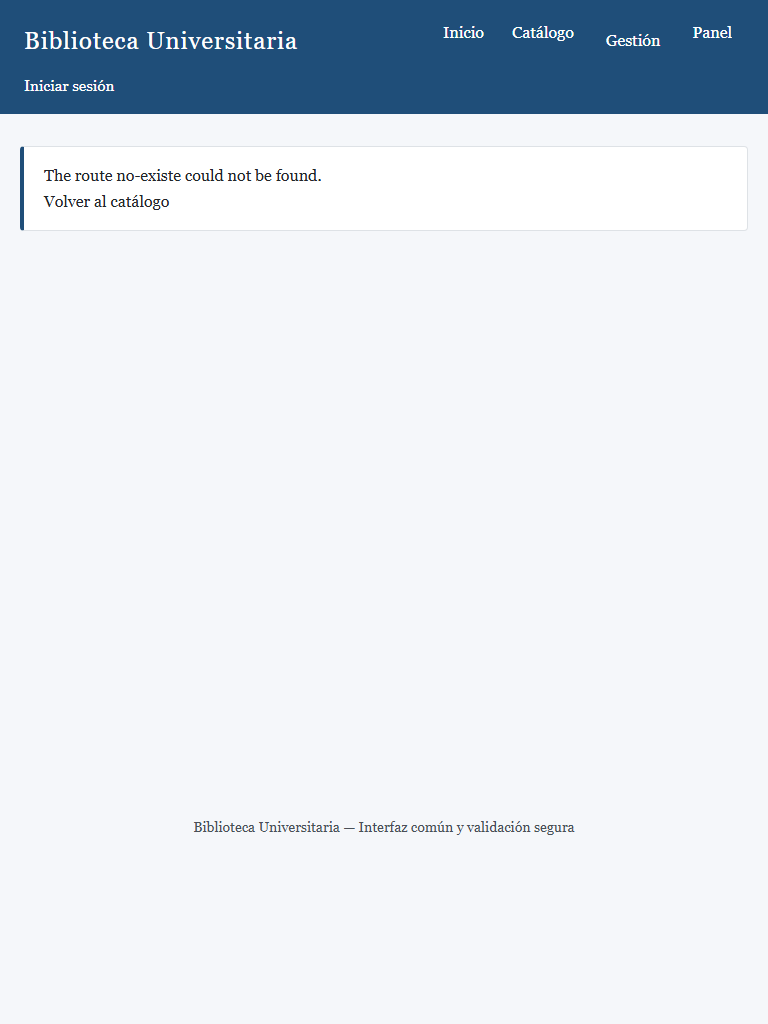 Biblioteca Universitaria
Inicio
Catálogo
Gestión
Panel
Iniciar sesión
The route no-existe could not be found.
Volver al catálogo
Biblioteca Universitaria — Interfaz común y validación segura